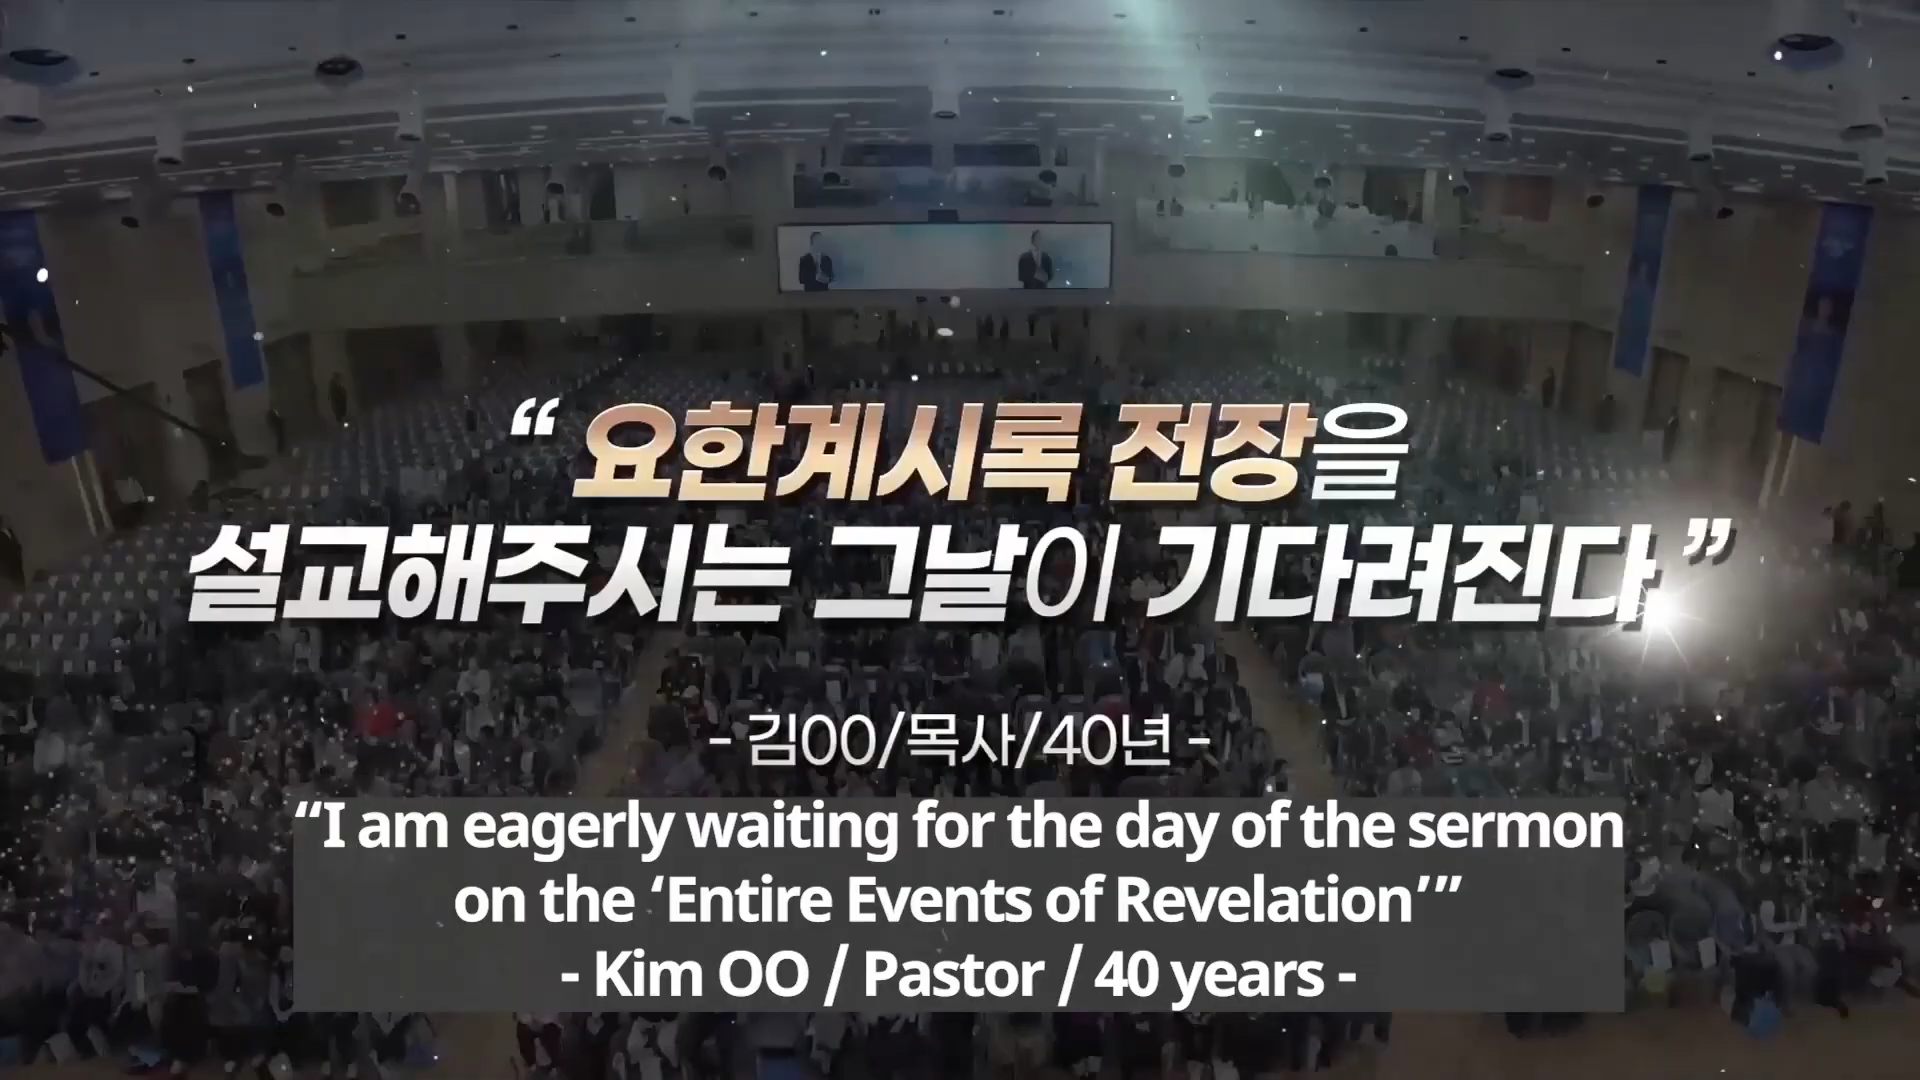 “요한계시록 전장을
설교해주시는 그날이 기다려진다.”
- 김OO/목사/40년 -
“I am eagerly waiting for the day of the sermon
on the ‘Entire Events of Revelation’”
- Kim OO / Pastor / 40 years -